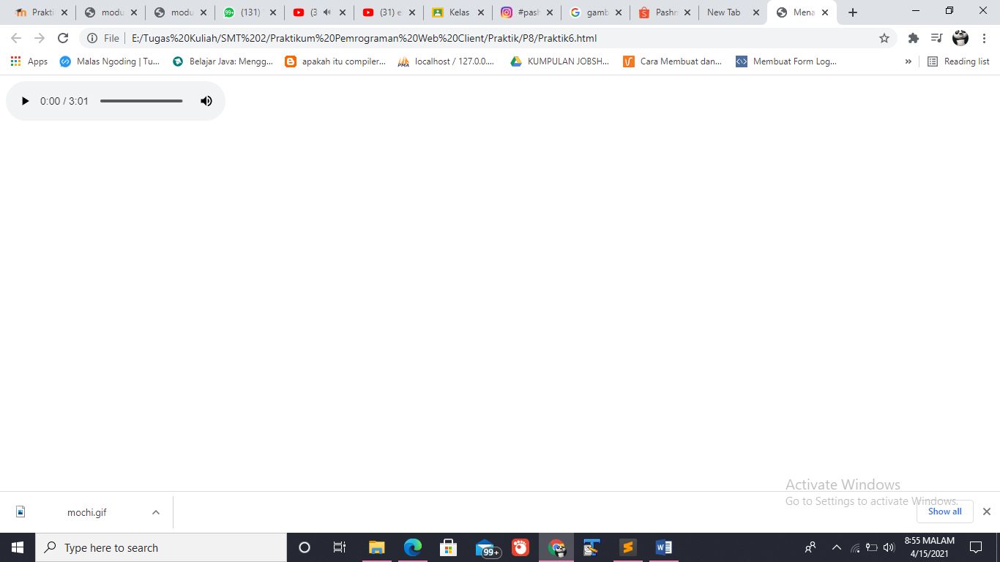 Prakti modu modu (131) (3 (31) e Kelas #pash gamb Pashm New Tab Mena
File E:/Tugas%20Kuliah/SMT%202/Praktikum%20Pemrograman%20Web%20Client/Praktik/P8/Praktik6.html
Apps Malas Ngoding | Tu... Belajar Java: Mengg... apakah itu compiler... localhost / 127.0.0.... KUMPULAN JOBSH... Cara Membuat dan... Membuat Form Log... » Reading list
0:00 / 3:01
Activate Windows
Go to Settings to activate Windows.
mochi.gif Show all
Type here to search 99+ 8:55 MALAM
4/15/2021